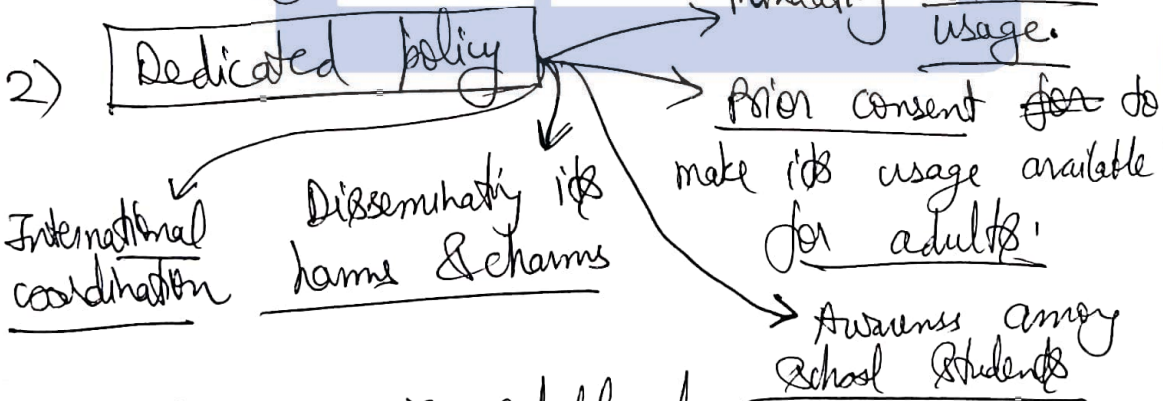 usage.
2) Dedicated policy
Prior consent for to
make its usage available
for adults.
International
coordination
Disseminating its
harms & charms
Awarenss among
School Students